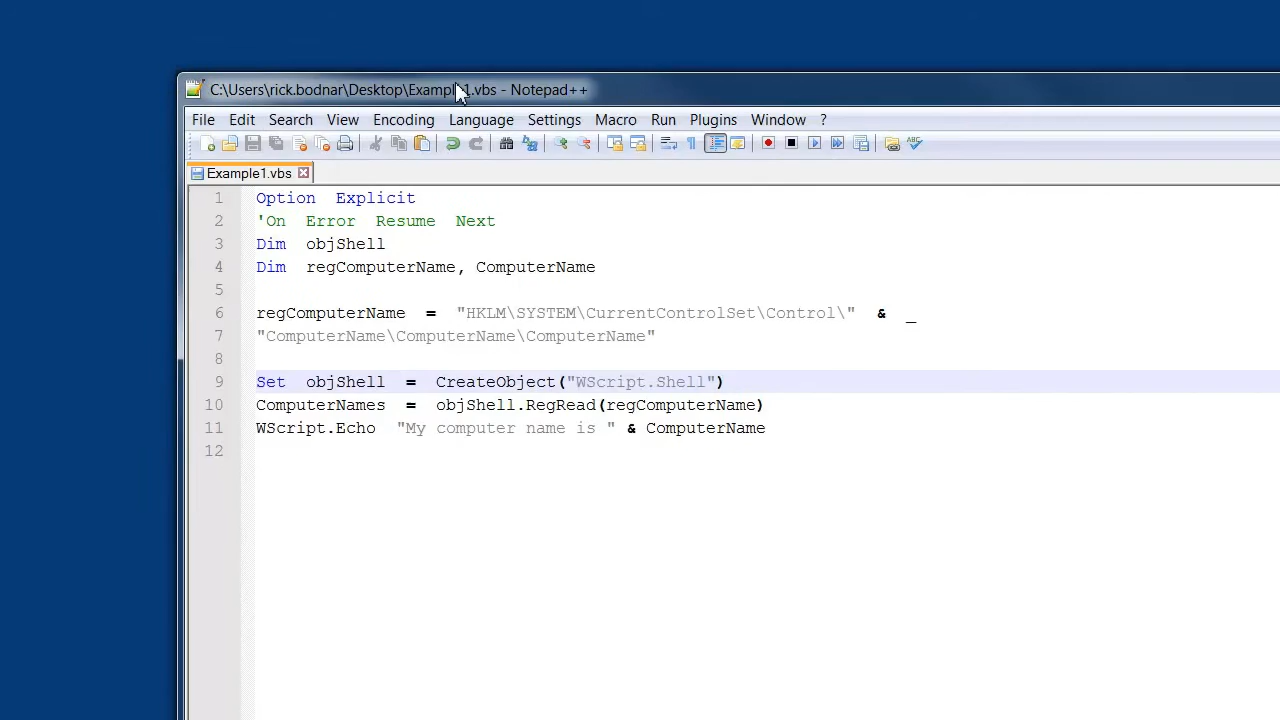 C:\Users\rick.bodnar\Desktop\Example1.vbs - Notepad++
File Edit Search View Encoding Language Settings Macro Run Plugins Window ?
Example1.vbs
1 Option Explicit
2 'On Error Resume Next
3 Dim objShell
4 Dim regComputerName, ComputerName
5
6 regComputerName = "HKLM\SYSTEM\CurrentControlSet\Control\" & _
7 "ComputerName\ComputerName\ComputerName"
8
9 Set objShell = CreateObject("WScript.Shell")
10 ComputerNames = objShell.RegRead(regComputerName)
11 WScript.Echo "My computer name is " & ComputerName
12